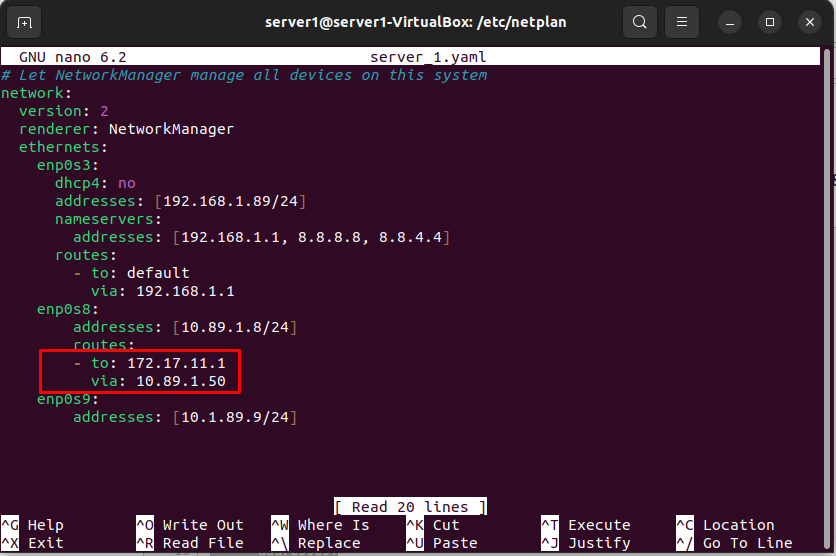 server1@server1-VirtualBox: /etc/netplan
GNU nano 6.2 server_1.yaml
# Let NetworkManager manage all devices on this system
network:
  version: 2
  renderer: NetworkManager
  ethernets:
    enp0s3:
      dhcp4: no
      addresses: [192.168.1.89/24]
      nameservers:
        addresses: [192.168.1.1, 8.8.8.8, 8.8.4.4]
      routes:
        - to: default
          via: 192.168.1.1
    enp0s8:
        addresses: [10.89.1.8/24]
        routes:
        - to: 172.17.11.1
          via: 10.89.1.50
    enp0s9:
        addresses: [10.1.89.9/24]
[ Read 20 lines ]
^G Help ^O Write Out ^W Where Is ^K Cut ^T Execute ^C Location
^X Exit ^R Read File ^\ Replace ^U Paste ^J Justify ^/ Go To Line